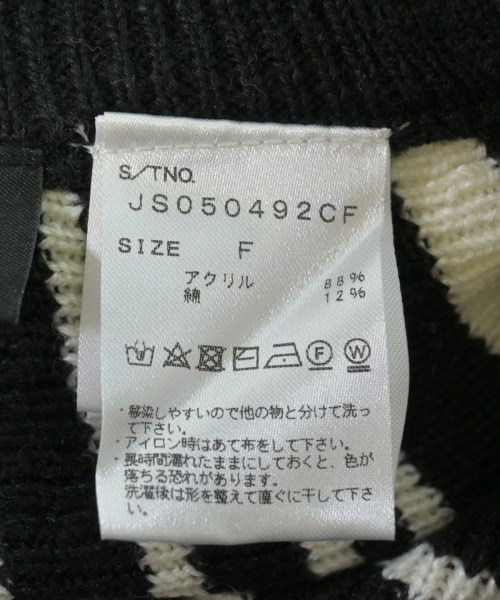 S/TNO.
JS050492CF
SIZE F
アクリル 88%
綿 12%
F W
・移染しやすいので他の物と分けて洗っ
て下さい。
・アイロン時はあて布をして下さい。
・長時間濡れたままにしておくと、色が
落ちる恐れがあります。
洗濯後は形を整えて直ぐに干して下さ
い。